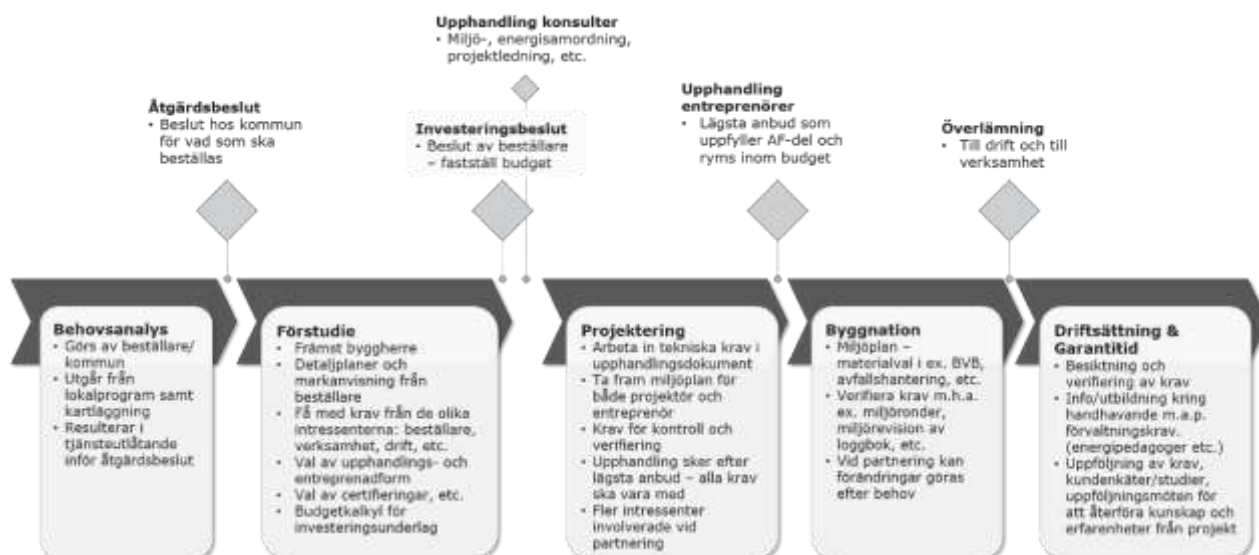 Upphandling konsulter
• Miljö-, energisamordning,
projektledning, etc.
Åtgärdsbeslut
• Beslut hos kommun
för vad som ska
beställas
Investeringsbeslut
• Beslut av beställare
– fastställ budget
Upphandling
entreprenörer
• Lägsta anbud som
uppfyller AF-del och
ryms inom budget
Överlämning
• Till drift och till
verksamhet
Behovsanalys
• Görs av beställare/
kommun
• Utgår från
lokalprogram samt
kartläggning
• Resulterar i
tjänsteutlåtande
inför åtgärdsbeslut
Förstudie
• Främst byggherre
• Detaljplaner och
markanvisning från
beställare
• Få med krav från de olika
intressenterna: beställare,
verksamhet, drift, etc.
• Val av upphandlings- och
entreprenadform
• Val av certifieringar, etc.
• Budgetkalkyl för
investeringsunderlag
Projektering
• Arbeta in tekniska krav i
upphandlingsdokument
• Ta fram miljöplan för
både projektör och
entreprenör
• Krav för kontroll och
verifiering
• Upphandling sker efter
lägsta anbud – alla krav
ska vara med
• Fler intressenter
involverade vid
partnering
Byggnation
• Miljöplan –
materialval i ex. BVB,
avfallshantering, etc.
• Verifiera krav m.h.a.
ex. miljöronder,
miljörevision av
loggbok, etc.
• Vid partnering kan
förändringar göras
efter behov
Driftsättning &
Garantitid
• Besiktning och
verifiering av krav
• Info/utbildning kring
handhavande m.a.p.
förvaltningskrav.
(energipedagoger etc.)
• Uppföljning av krav,
kundenkäter/studier,
uppföljningsmöten för
att återföra kunskap och
erfarenheter från projekt